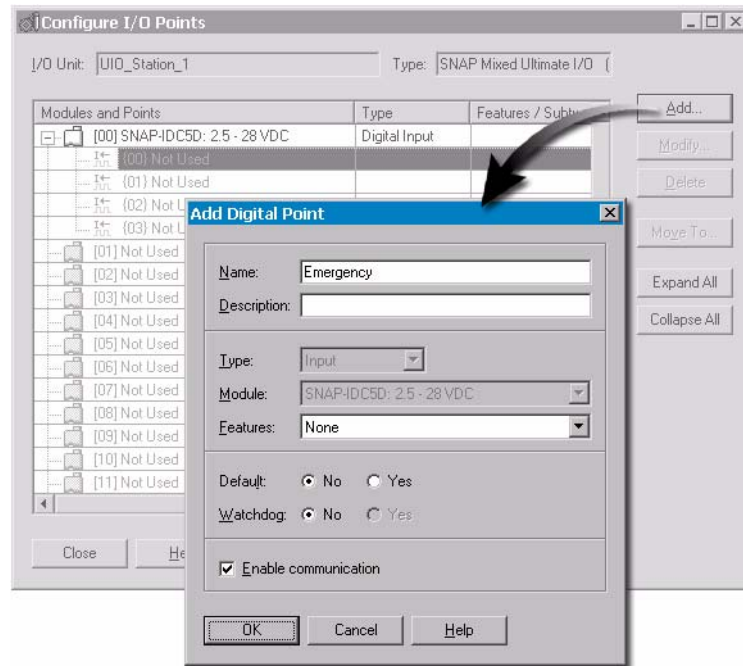 Configure I/O Points
I/O Unit: UIO_Station_1 Type: SNAP Mixed Ultimate I/O (
Modules and Points Type Features / Subty
[00] SNAP-IDC5D: 2.5 - 28 VDC Digital Input
{00} Not Used
{01} Not Used
{02} Not U
{03} Not U
[01] Not Used
[02] Not Used
[03] Not Used
[04] Not Used
[05] Not Used
[06] Not Used
[07] Not Used
[08] Not Used
[09] Not Used
[10] Not Used
[11] Not Used
Add...
Modify...
Delete
Move To...
Expand All
Collapse All
Close He
Add Digital Point
Name: Emergency
Description:
Type: Input
Module: SNAP-IDC5D: 2.5 - 28 VDC
Features: None
Default: No Yes
Watchdog: No Yes
Enable communication
OK Cancel Help